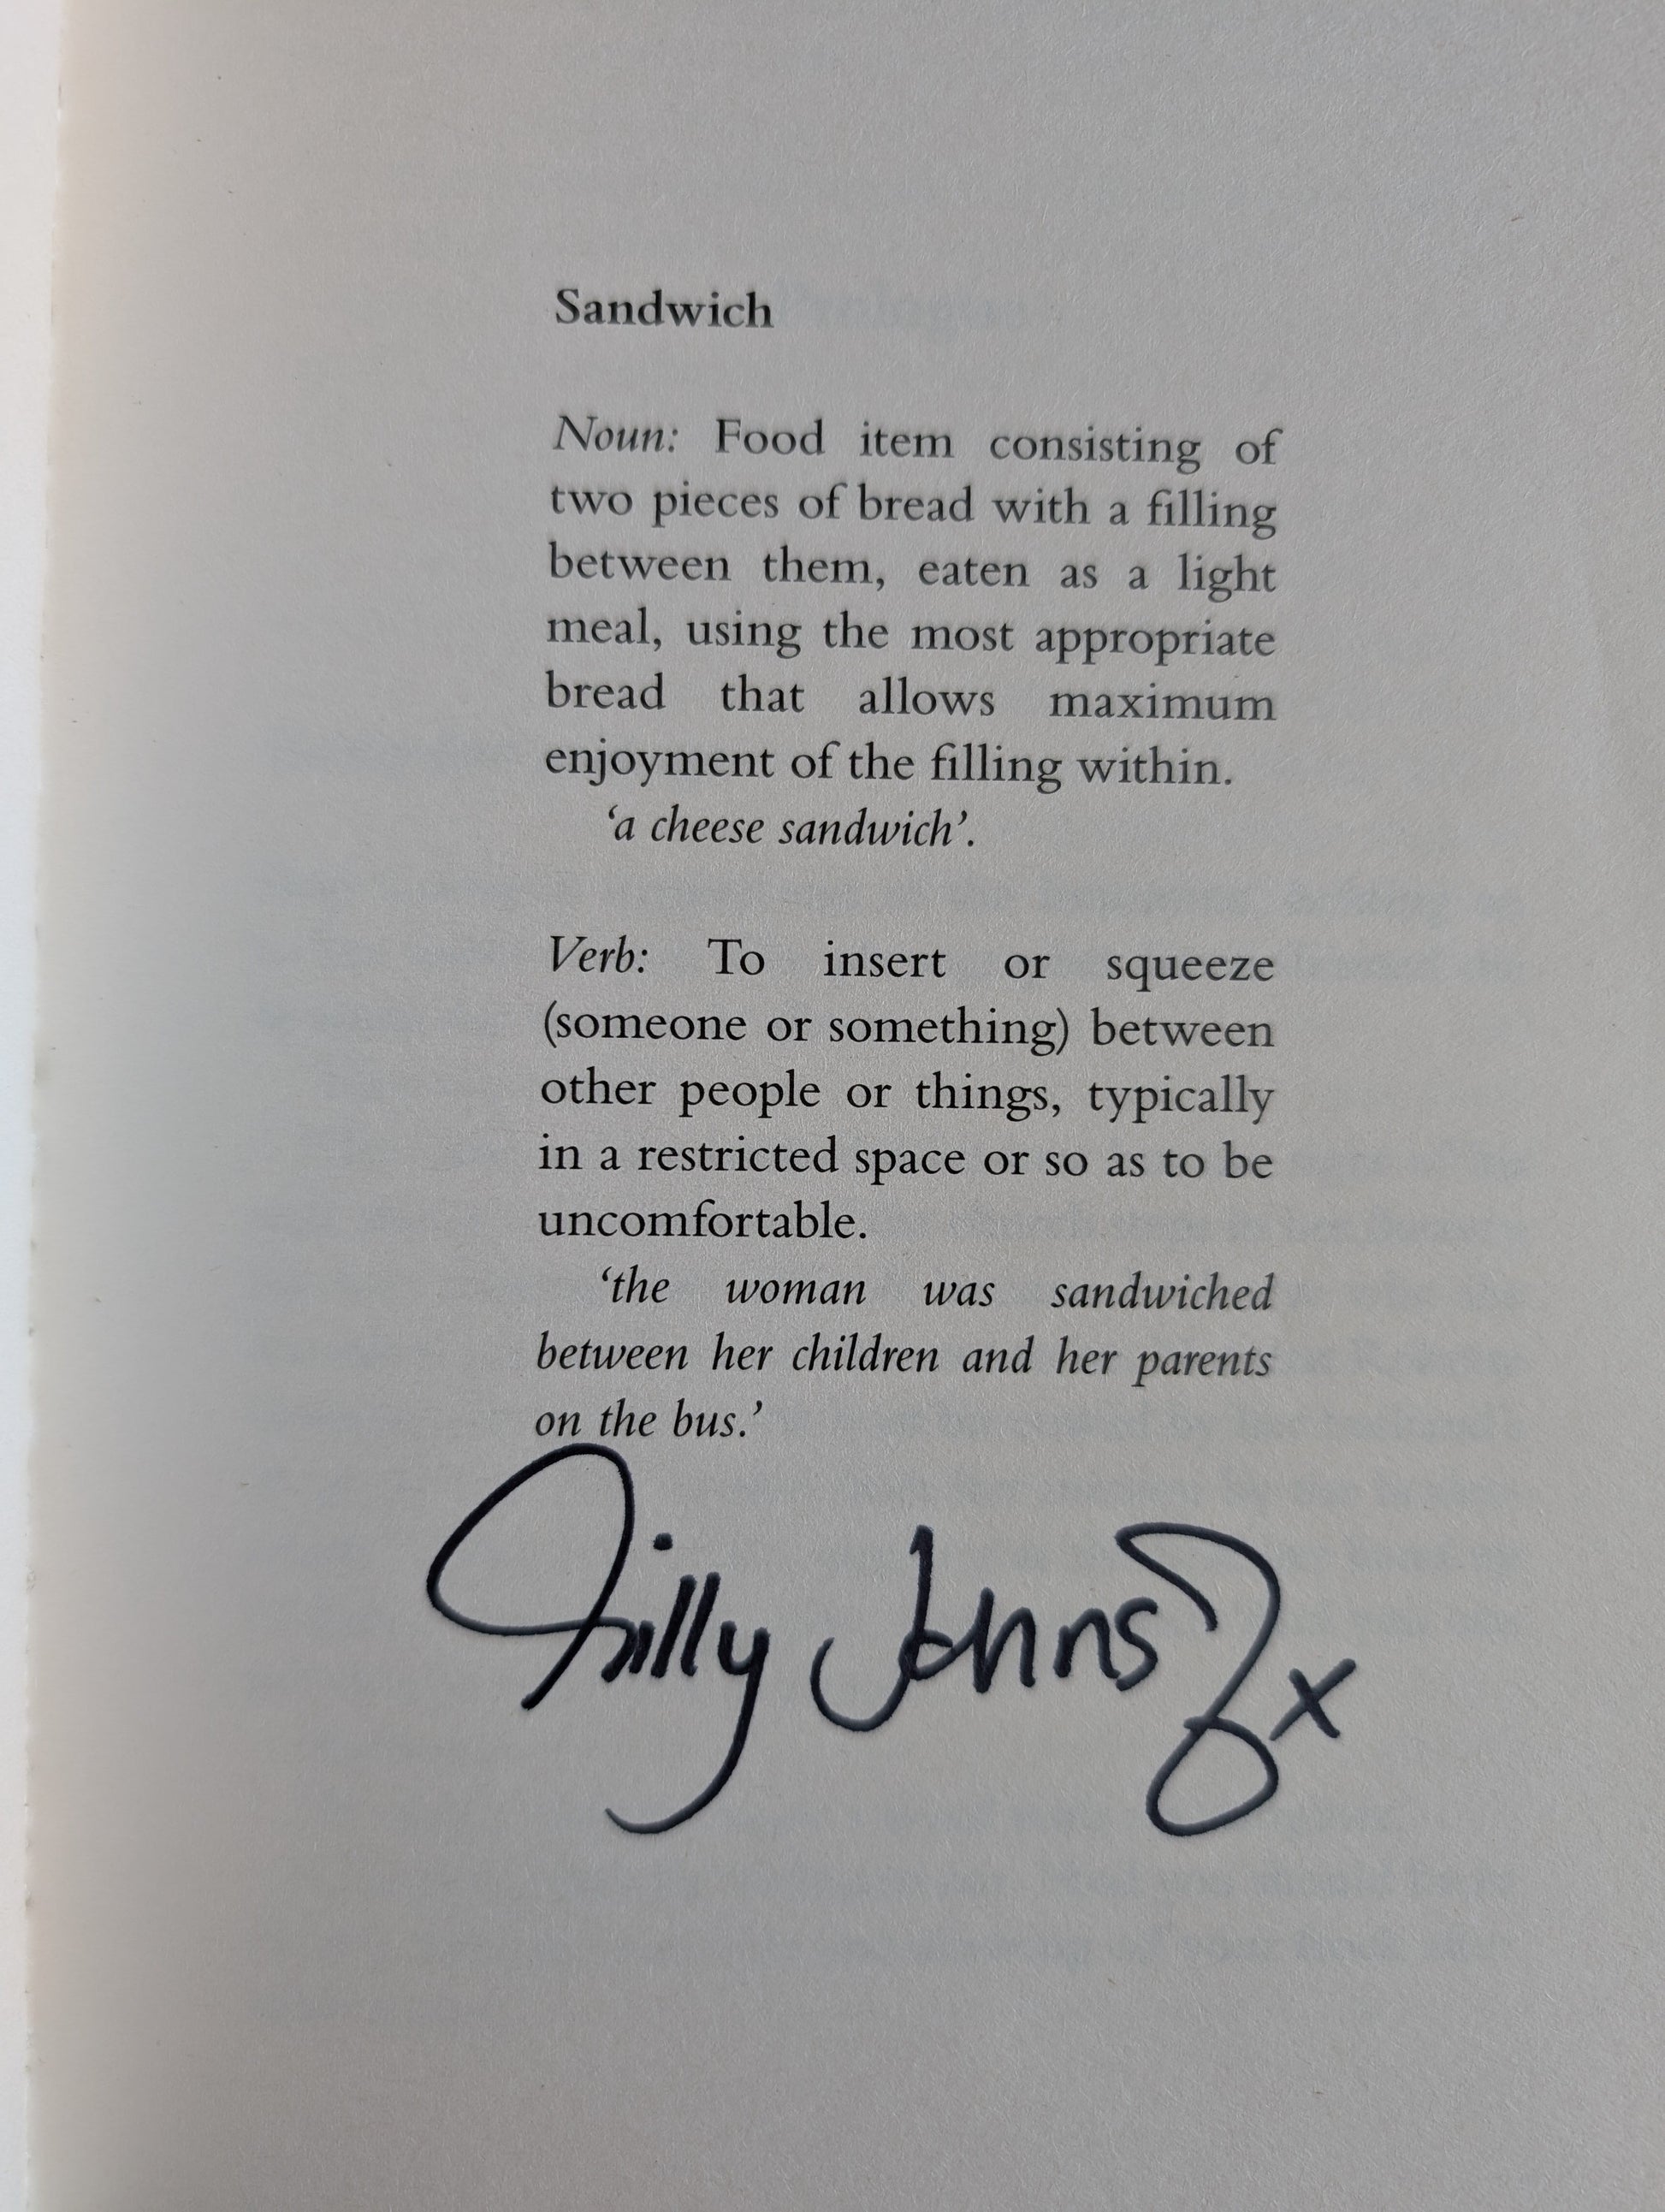 Sandwich
Noun: Food item consisting of
two pieces of bread with a filling
between them, eaten as a light
meal, using the most appropriate
bread that allows maximum
enjoyment of the filling within.
‘a cheese sandwich’.
Verb: To insert or squeeze
(someone or something) between
other people or things, typically
in a restricted space or so as to be
uncomfortable.
‘the woman was sandwiched
between her children and her parents
on the bus.’
Johns x